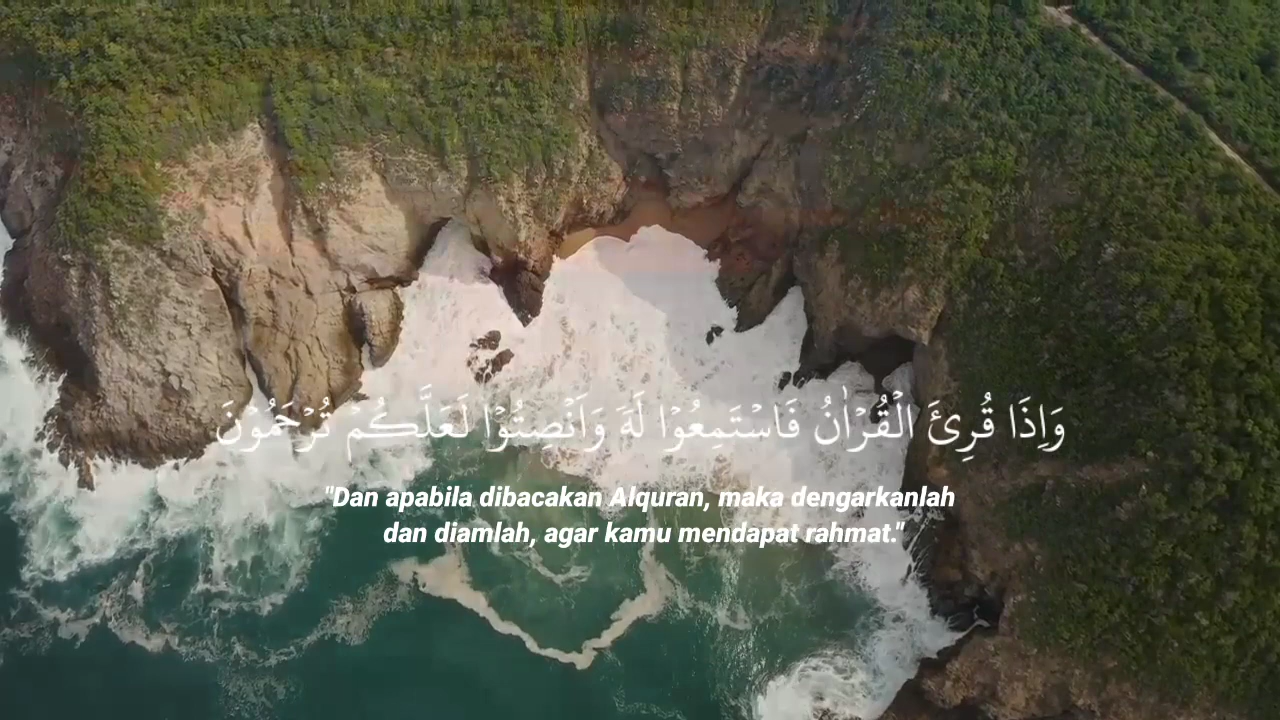 وَاِذَا قُرِئَ الْقُرْاٰنُ فَاسْتَمِعُوْا لَهٗ وَاَنْصِتُوْا لَعَلَّكُمْ تُرْحَمُوْنَ
"Dan apabila dibacakan Alquran, maka dengarkanlah
dan diamlah, agar kamu mendapat rahmat."